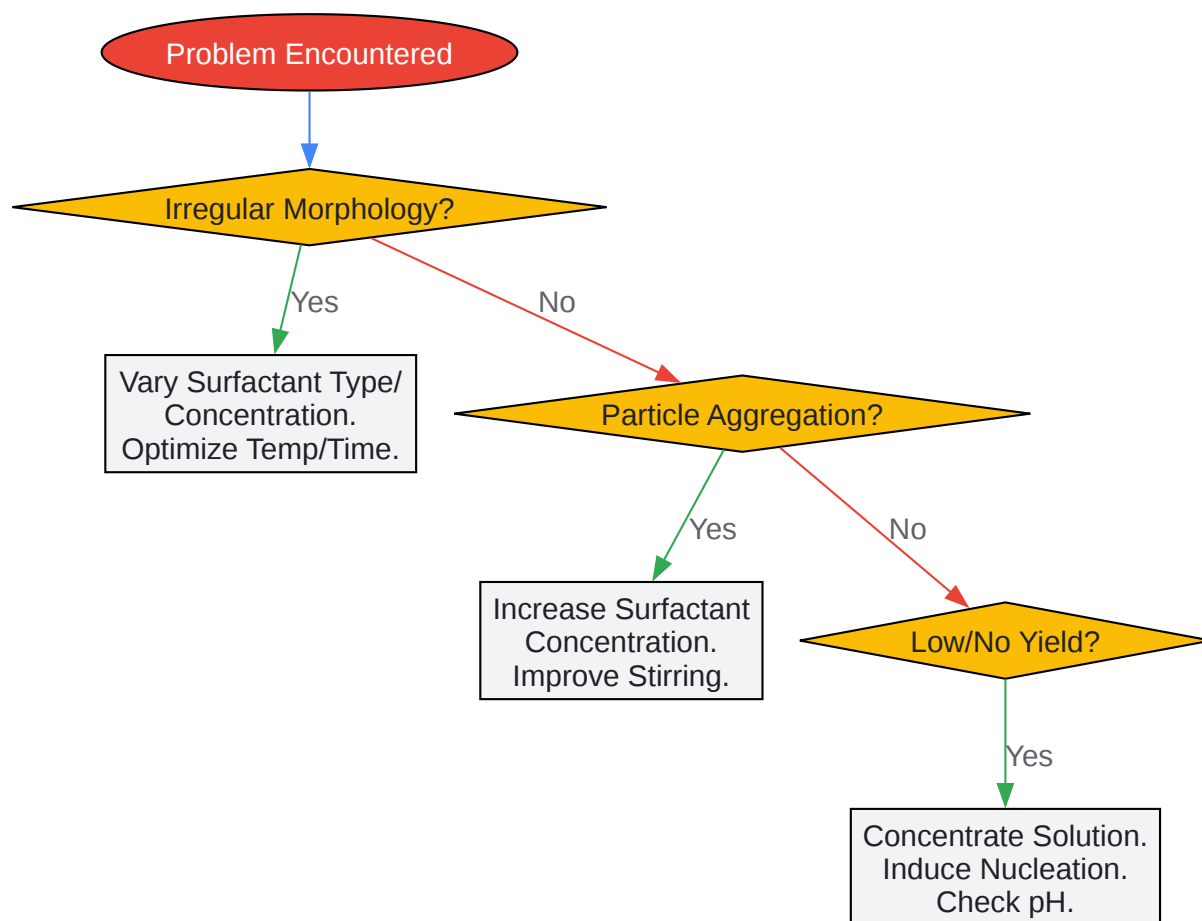 Problem Encountered
Irregular Morphology?
Yes
No
Vary Surfactant Type/
Concentration.
Optimize Temp/Time.
Particle Aggregation?
Yes
No
Increase Surfactant
Concentration.
Improve Stirring.
Low/No Yield?
Yes
Concentrate Solution.
Induce Nucleation.
Check pH.